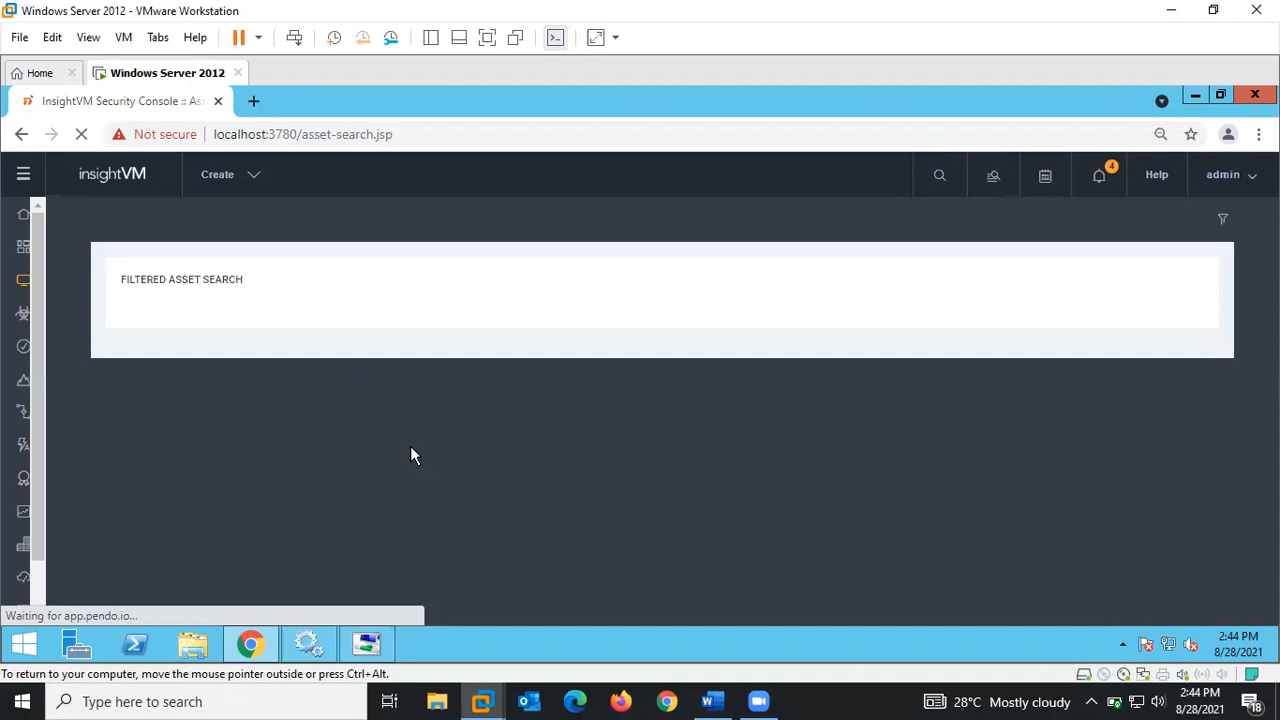 Windows Server 2012 - VMware Workstation
File Edit View VM Tabs Help
Home Windows Server 2012
InsightVM Security Console :: Ass
Not secure localhost:3780/asset-search.jsp
insightVM Create 4 Help admin
FILTERED ASSET SEARCH
Waiting for app.pendo.io...
2:44 PM
8/28/2021
To return to your computer, move the mouse pointer outside or press Ctrl+Alt.
Type here to search
28°C Mostly cloudy
2:44 PM
8/28/2021
18